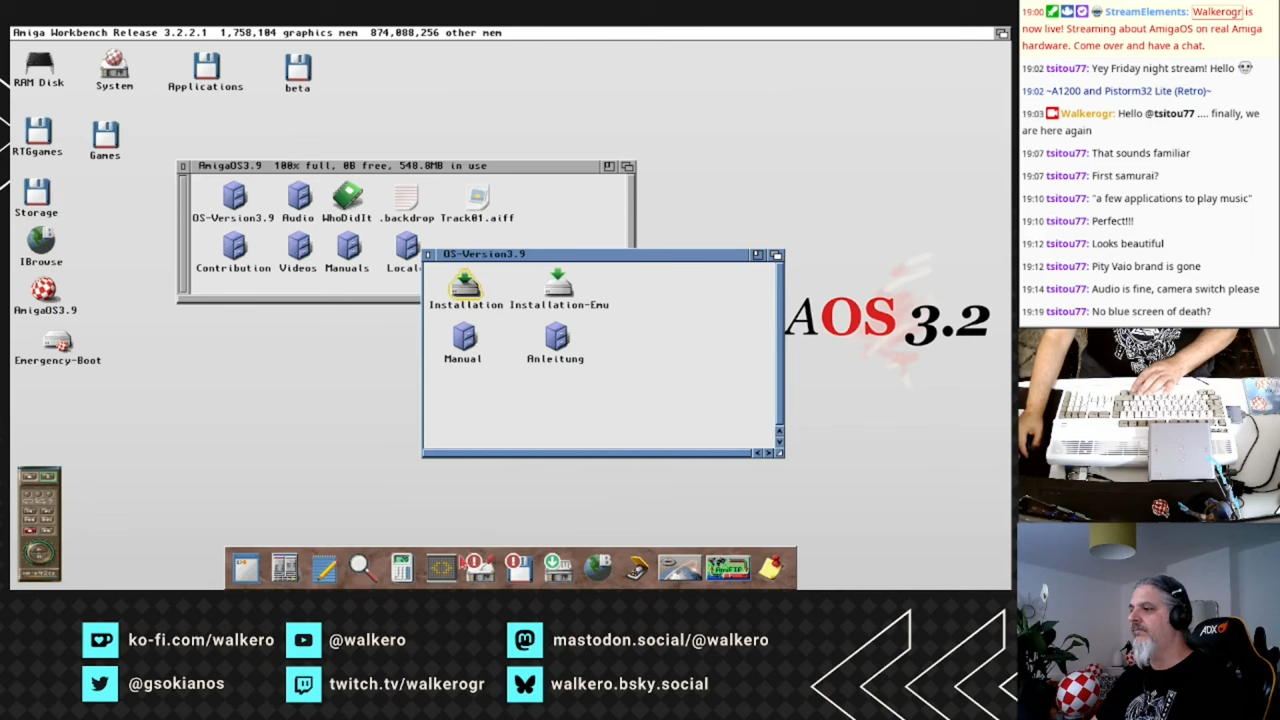 Amiga Workbench Release 3.2.2.1 1,758,104 graphics mem 874,088,256 other mem
RAM Disk
System
Applications
beta
RTGgames
Games
Storage
IBrowse
AmigaOS3.9
Emergency-Boot
AmigaOS3.9 100% full, 0B free, 548.8MB in use
OS-Version3.9 Audio WhoDidIt .backdrop Track01.aiff
Contribution Videos Manuals Local
OS-Version3.9
Installation Installation-Emu
Manual Anleitung
AOS 3.2
ko-fi.com/walkero
@walkero
mastodon.social/@walkero
@gsokianos
twitch.tv/walkerogr
walkero.bsky.social
19:00 StreamElements: Walkerogr is
now live! Streaming about AmigaOS on real Amiga
hardware. Come over and have a chat.
19:02 tsitou77: Yey Friday night stream! Hello
19:02 ~A1200 and Pistorm32 Lite (Retro)~
19:03 Walkerogr: Hello @tsitou77 .... finally, we
are here again
19:07 tsitou77: That sounds familiar
19:07 tsitou77: First samurai?
19:10 tsitou77: "a few applications to play music"
19:10 tsitou77: Perfect!!!
19:12 tsitou77: Looks beautiful
19:12 tsitou77: Pity Vaio brand is gone
19:14 tsitou77: Audio is fine, camera switch please
19:19 tsitou77: No blue screen of death?
ADX